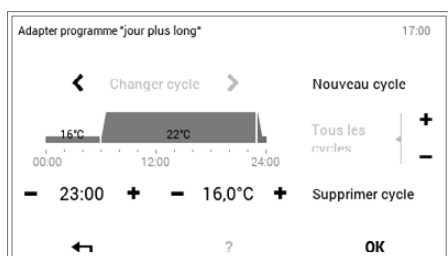 Adapter programme "jour plus long" 17:00
Changer cycle Nouveau cycle
16°C 22°C
Tous les
cycles
+
−
00:00 12:00 24:00
− 23:00 + − 16,0°C + Supprimer cycle
? OK